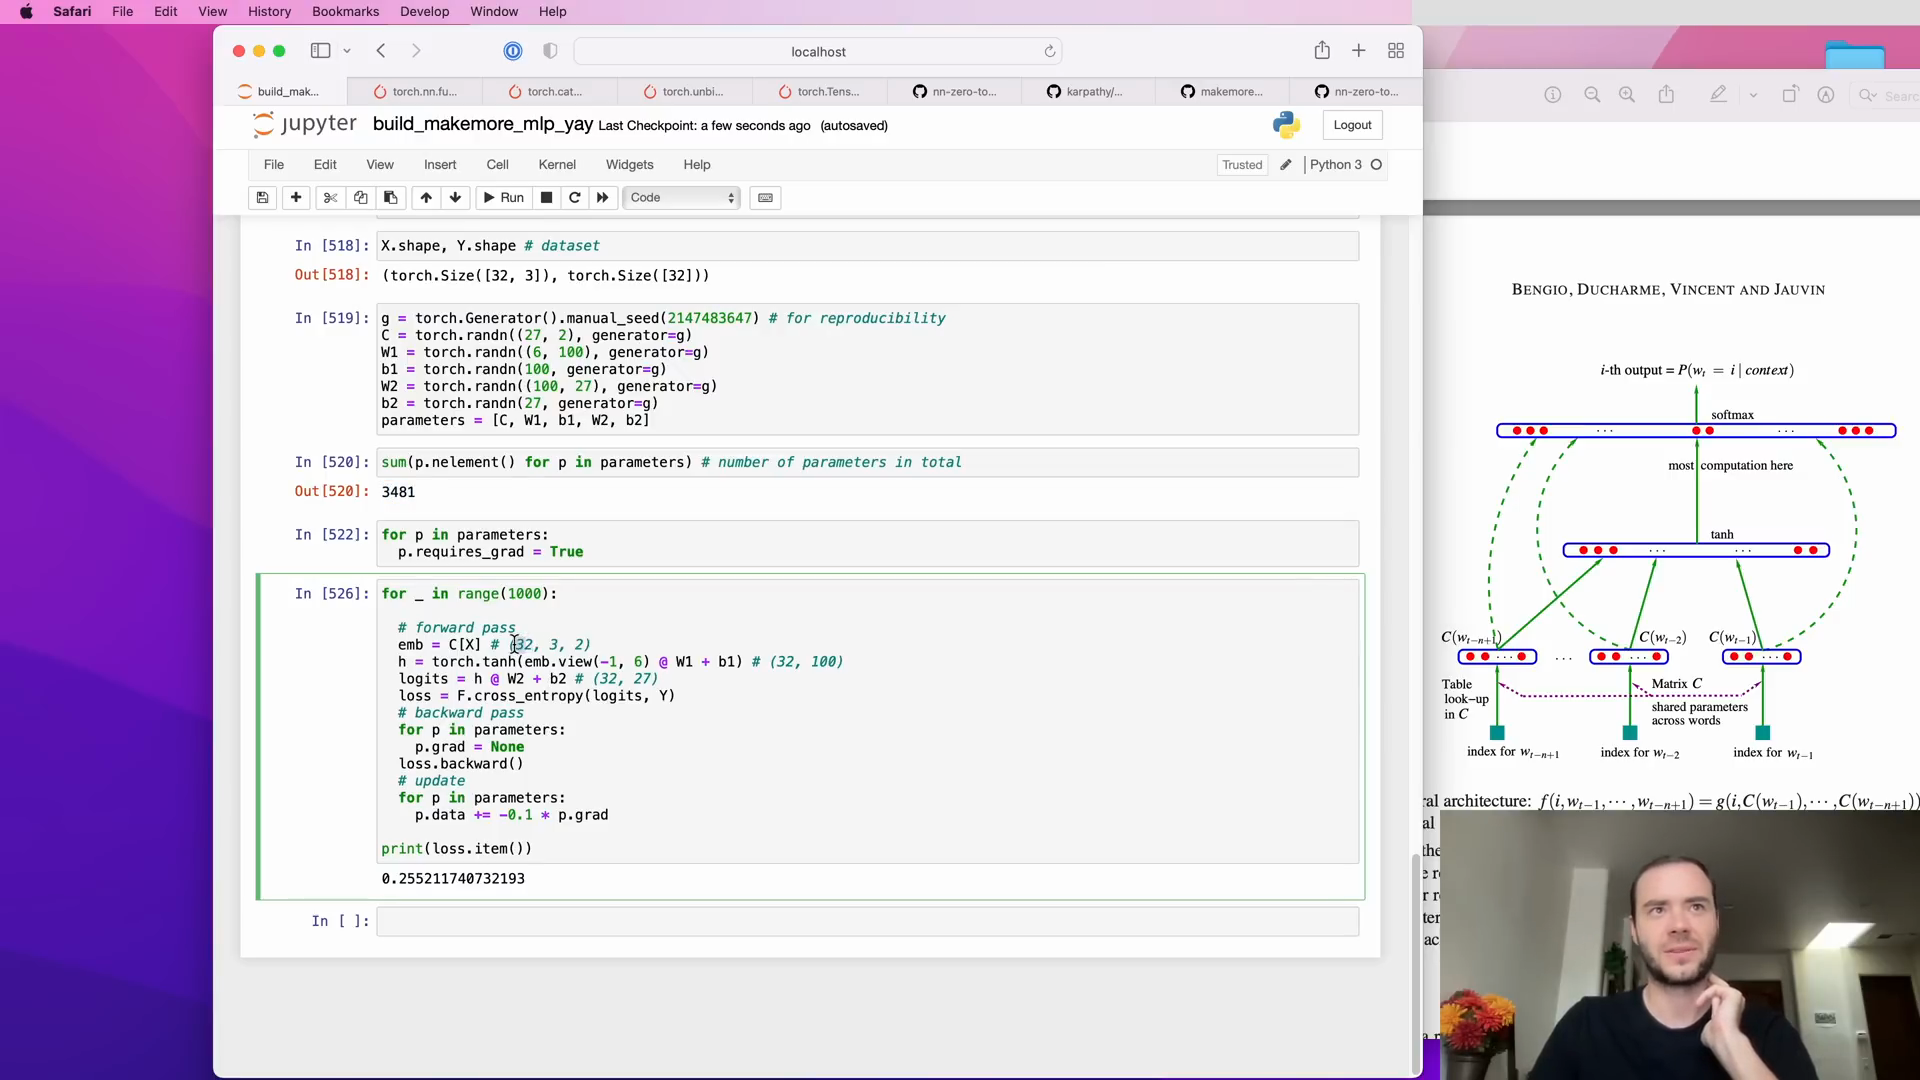 Safari File Edit View History Bookmarks Develop Window Help
localhost
build_mak... torch.nn.fu... torch.cat... torch.unbi... torch.Tens... nn-zero-to... karpathy/... makemore... nn-zero-to...
Search
jupyter build_makemore_mlp_yay Last Checkpoint: a few seconds ago (autosaved) Logout
File Edit View Insert Cell Kernel Widgets Help Trusted Python 3
Run Code
In [518]: X.shape, Y.shape # dataset
Out[518]: (torch.Size([32, 3]), torch.Size([32]))
In [519]: g = torch.Generator().manual_seed(2147483647) # for reproducibility
C = torch.randn((27, 2), generator=g)
W1 = torch.randn((6, 100), generator=g)
b1 = torch.randn(100, generator=g)
W2 = torch.randn((100, 27), generator=g)
b2 = torch.randn(27, generator=g)
parameters = [C, W1, b1, W2, b2]
In [520]: sum(p.nelement() for p in parameters) # number of parameters in total
Out[520]: 3481
In [522]: for p in parameters:
p.requires_grad = True
In [526]: for _ in range(1000):
# forward pass
emb = C[X] # (32, 3, 2)
h = torch.tanh(emb.view(-1, 6) @ W1 + b1) # (32, 100)
logits = h @ W2 + b2 # (32, 27)
loss = F.cross_entropy(logits, Y)
# backward pass
for p in parameters:
p.grad = None
loss.backward()
# update
for p in parameters:
p.data += -0.1 * p.grad
print(loss.item())
0.255211740732193
In [ ]:
BENGIO, DUCHARME, VINCENT AND JAUVIN
i-th output = P(w_t = i | context)
softmax
... ... 
most computation here
tanh
... ...
C(w_{t−n+1}) C(w_{t−2}) C(w_{t−1})
... ... ... ...
Table
look−up
in C
Matrix C
shared parameters
across words
index for w_{t−n+1} index for w_{t−2} index for w_{t−1}
ral architecture: f(i,w_{t−1},···,w_{t−n+1}) = g(i,C(w_{t−1}),···,C(w_{t−n+1}))